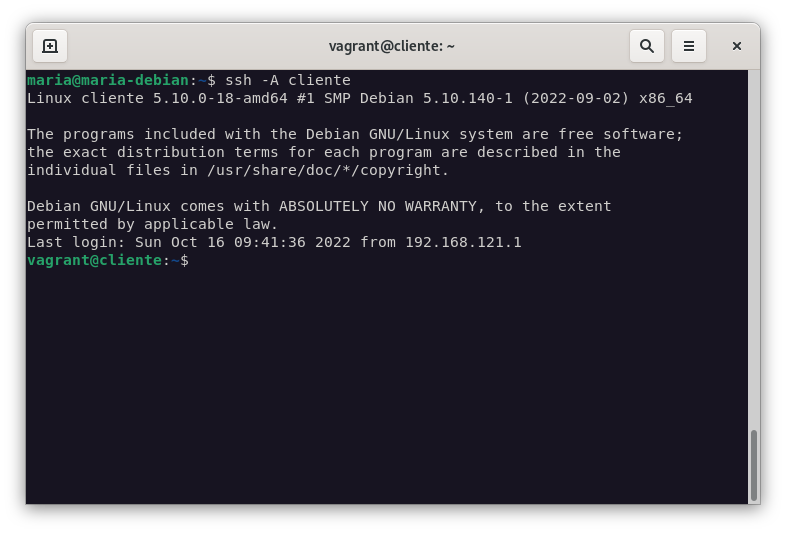 vagrant@cliente: ~
maria@maria-debian:~$ ssh -A cliente
Linux cliente 5.10.0-18-amd64 #1 SMP Debian 5.10.140-1 (2022-09-02) x86_64
The programs included with the Debian GNU/Linux system are free software;
the exact distribution terms for each program are described in the
individual files in /usr/share/doc/*/copyright.
Debian GNU/Linux comes with ABSOLUTELY NO WARRANTY, to the extent
permitted by applicable law.
Last login: Sun Oct 16 09:41:36 2022 from 192.168.121.1
vagrant@cliente:~$